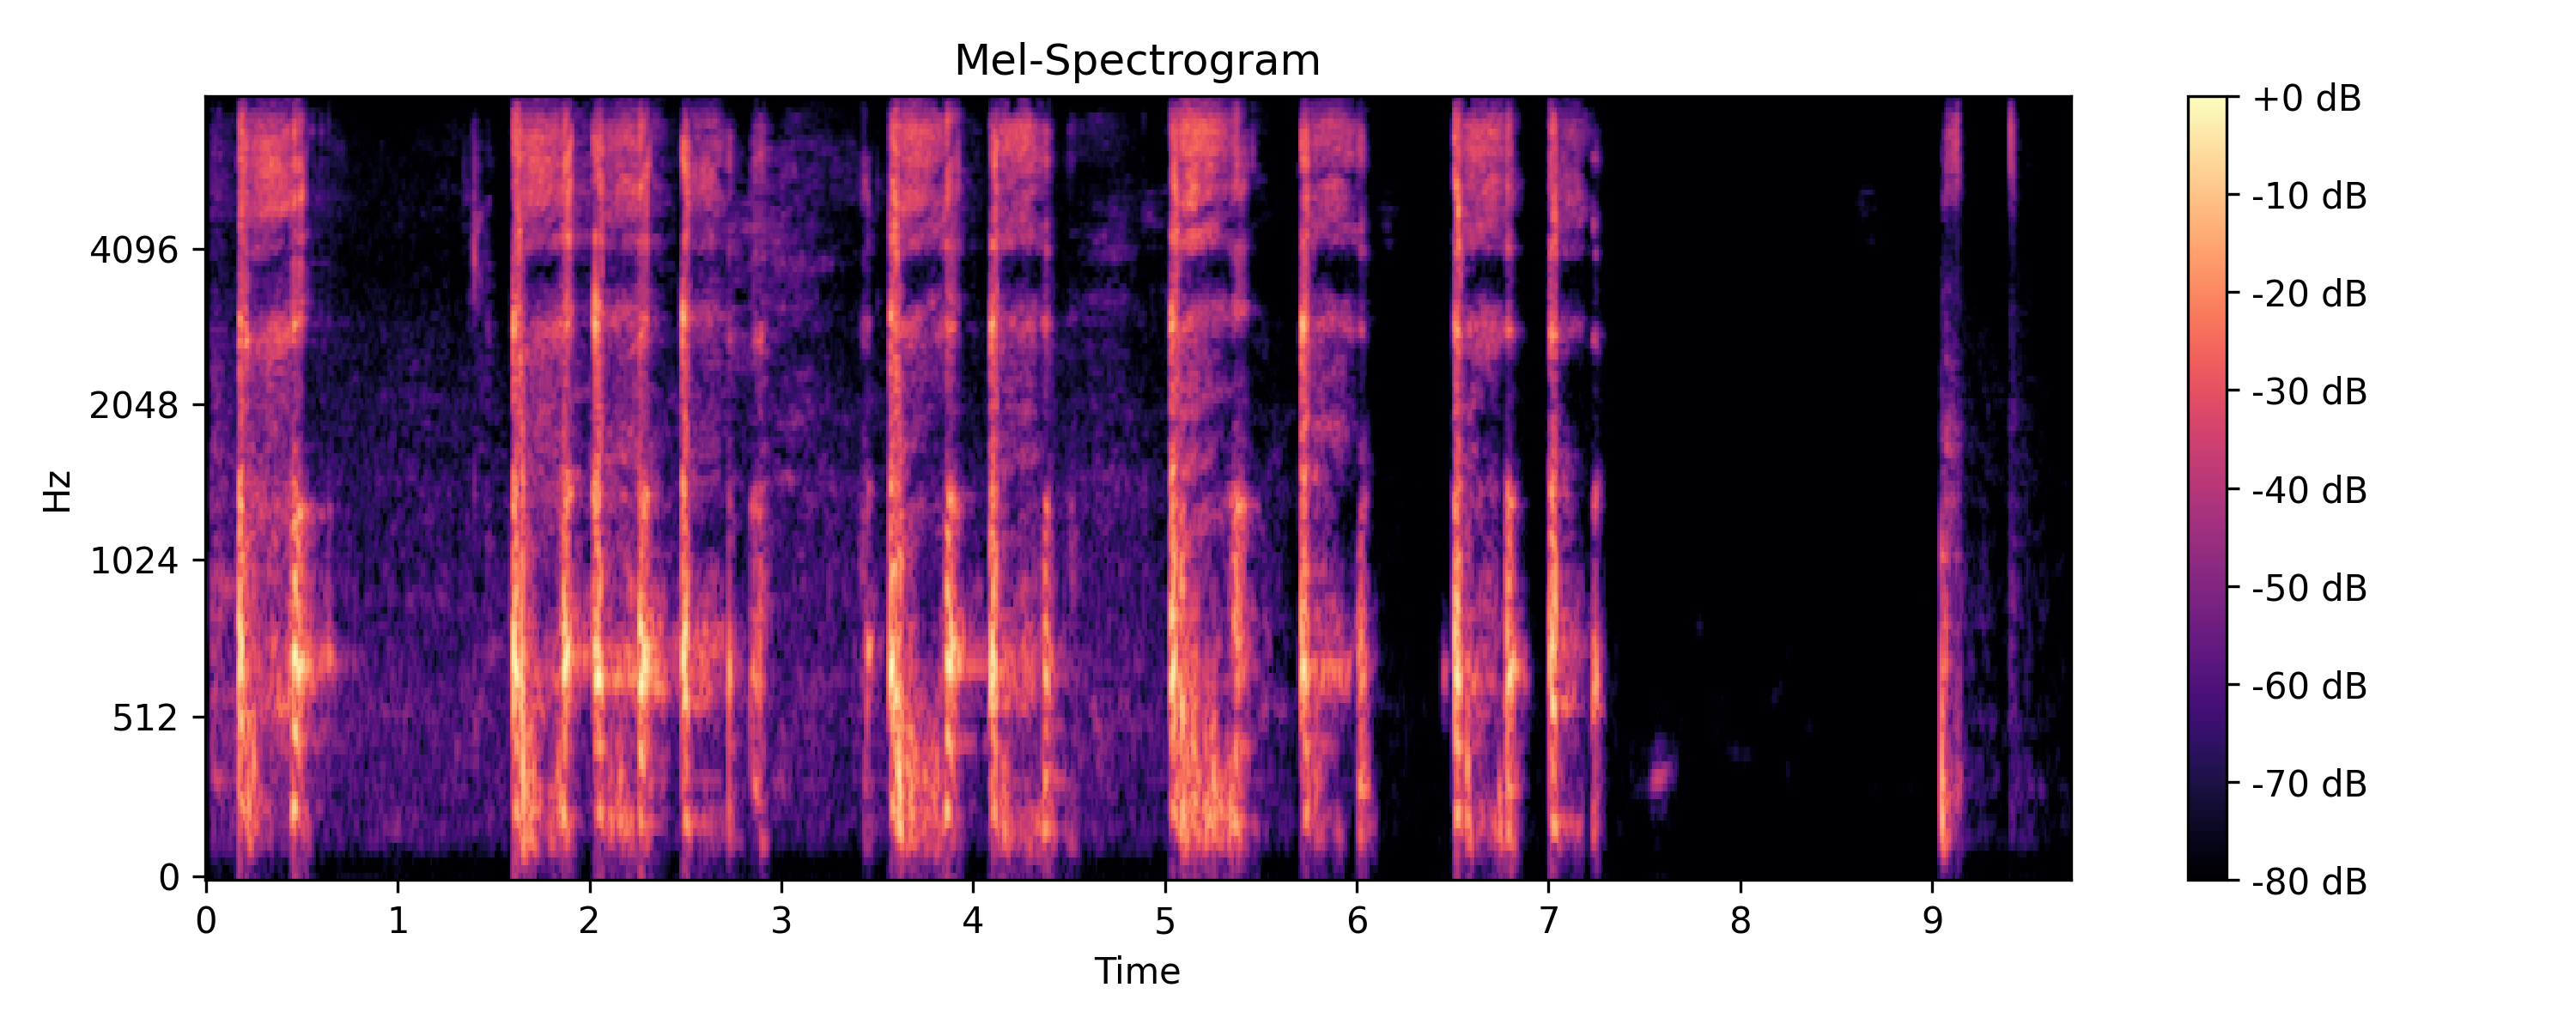 Mel-Spectrogram
Hz
4096
2048
1024
512
0
0 1 2 3 4 5 6 7 8 9
Time
+0 dB
-10 dB
-20 dB
-30 dB
-40 dB
-50 dB
-60 dB
-70 dB
-80 dB